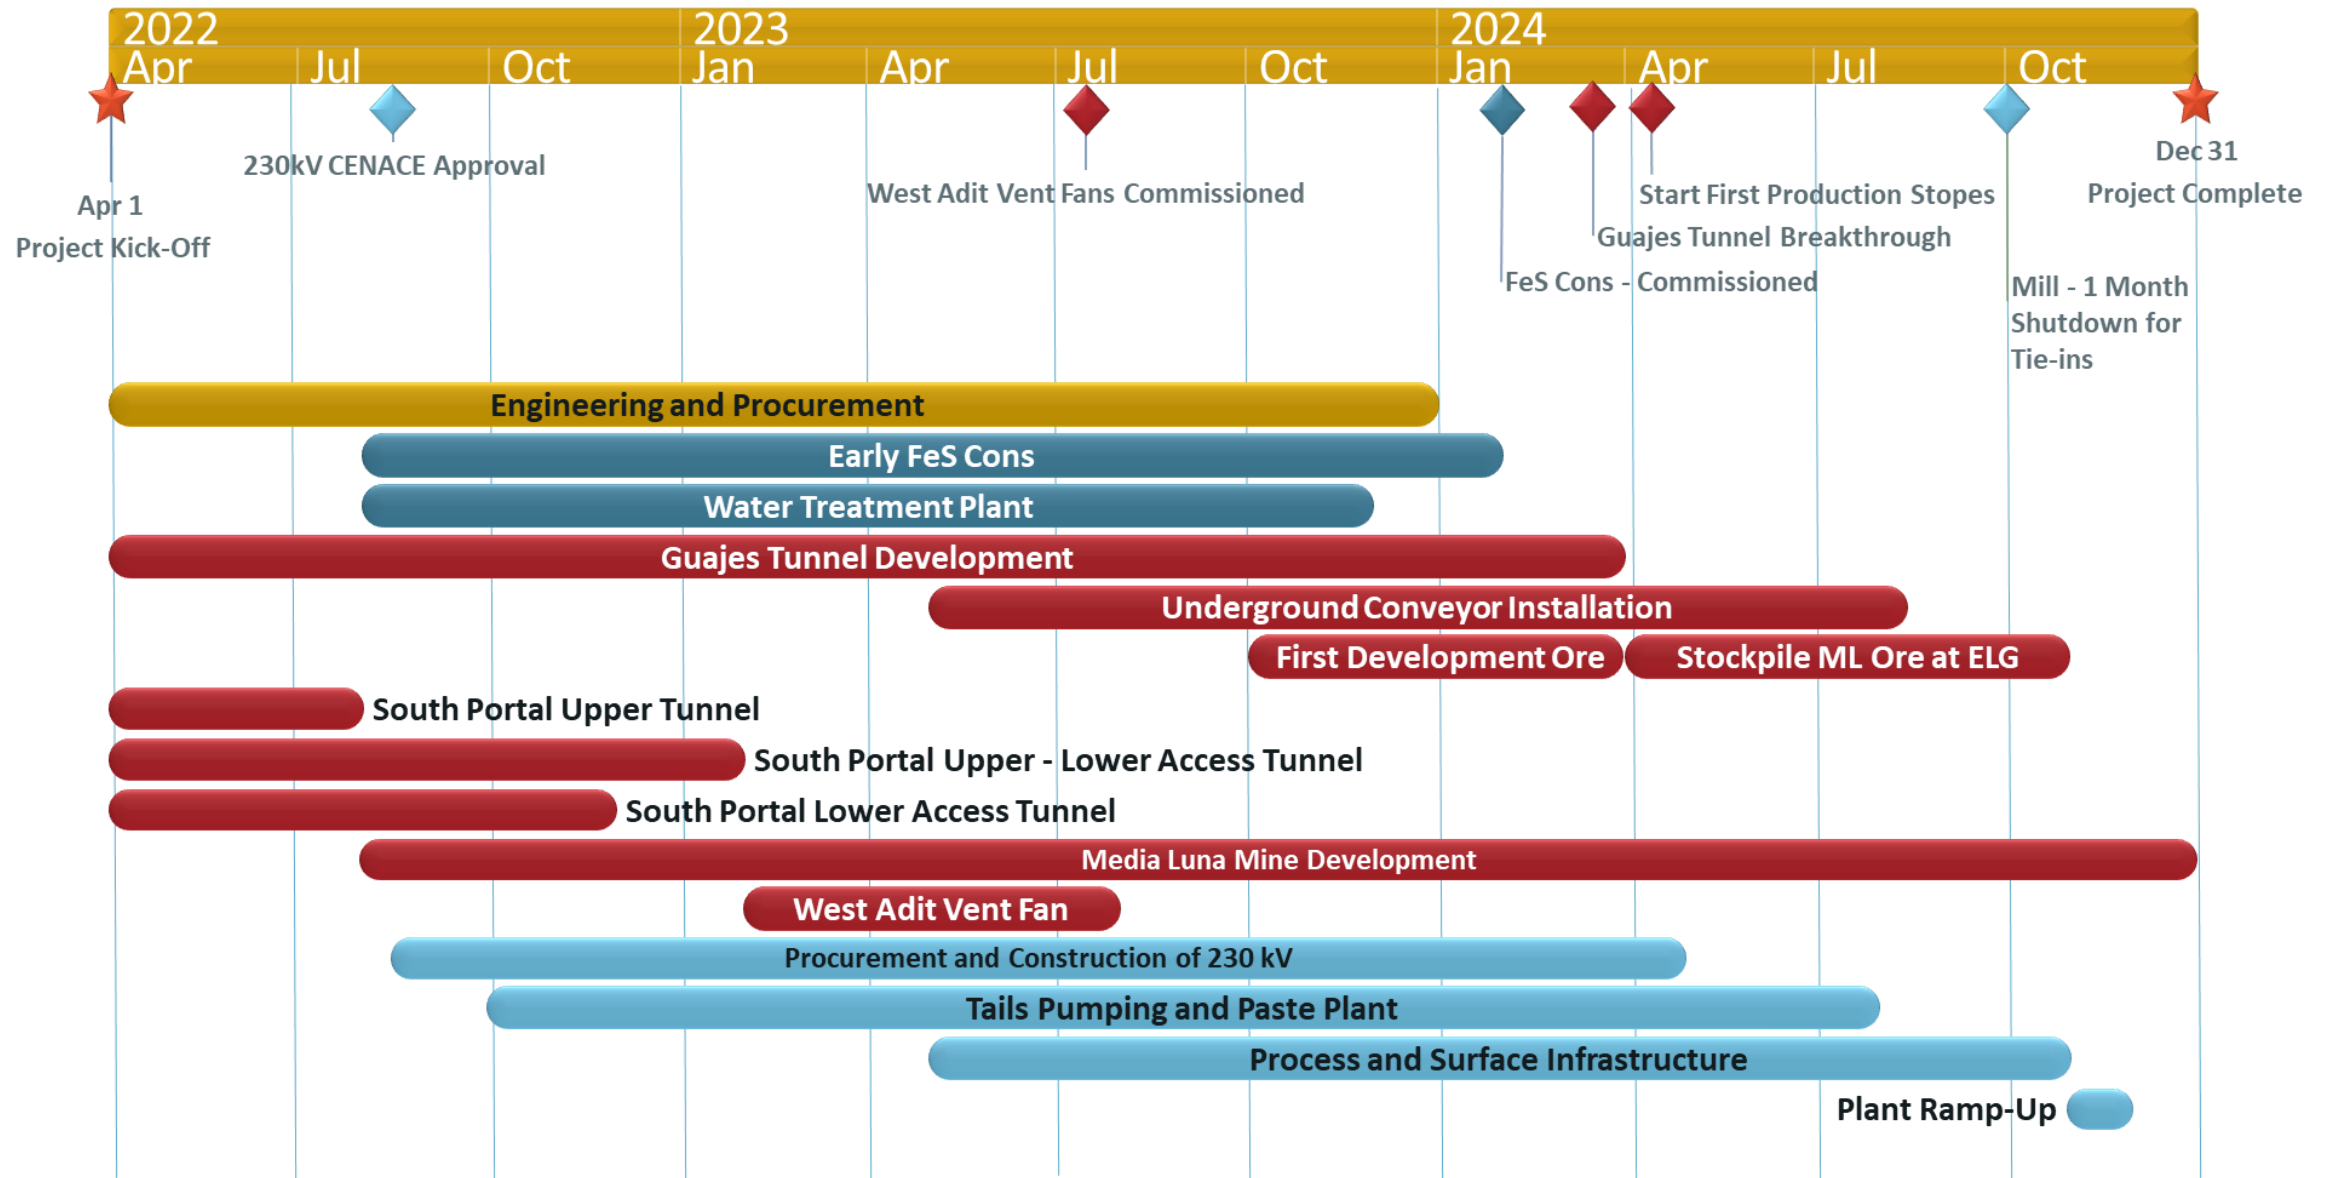 2022 2023 2024
Apr Jul Oct Jan Apr Jul Oct Jan Apr Jul Oct
230kV CENACE Approval
Apr 1
Project Kick-Off
West Adit Vent Fans Commissioned
Start First Production Stopes
Guajes Tunnel Breakthrough
FeS Cons - Commissioned
Mill - 1 Month
Shutdown for
Tie-ins
Dec 31
Project Complete
Engineering and Procurement
Early FeS Cons
Water Treatment Plant
Guajes Tunnel Development
Underground Conveyor Installation
First Development Ore
Stockpile ML Ore at ELG
South Portal Upper Tunnel
South Portal Upper - Lower Access Tunnel
South Portal Lower Access Tunnel
Media Luna Mine Development
West Adit Vent Fan
Procurement and Construction of 230 kV
Tails Pumping and Paste Plant
Process and Surface Infrastructure
Plant Ramp-Up